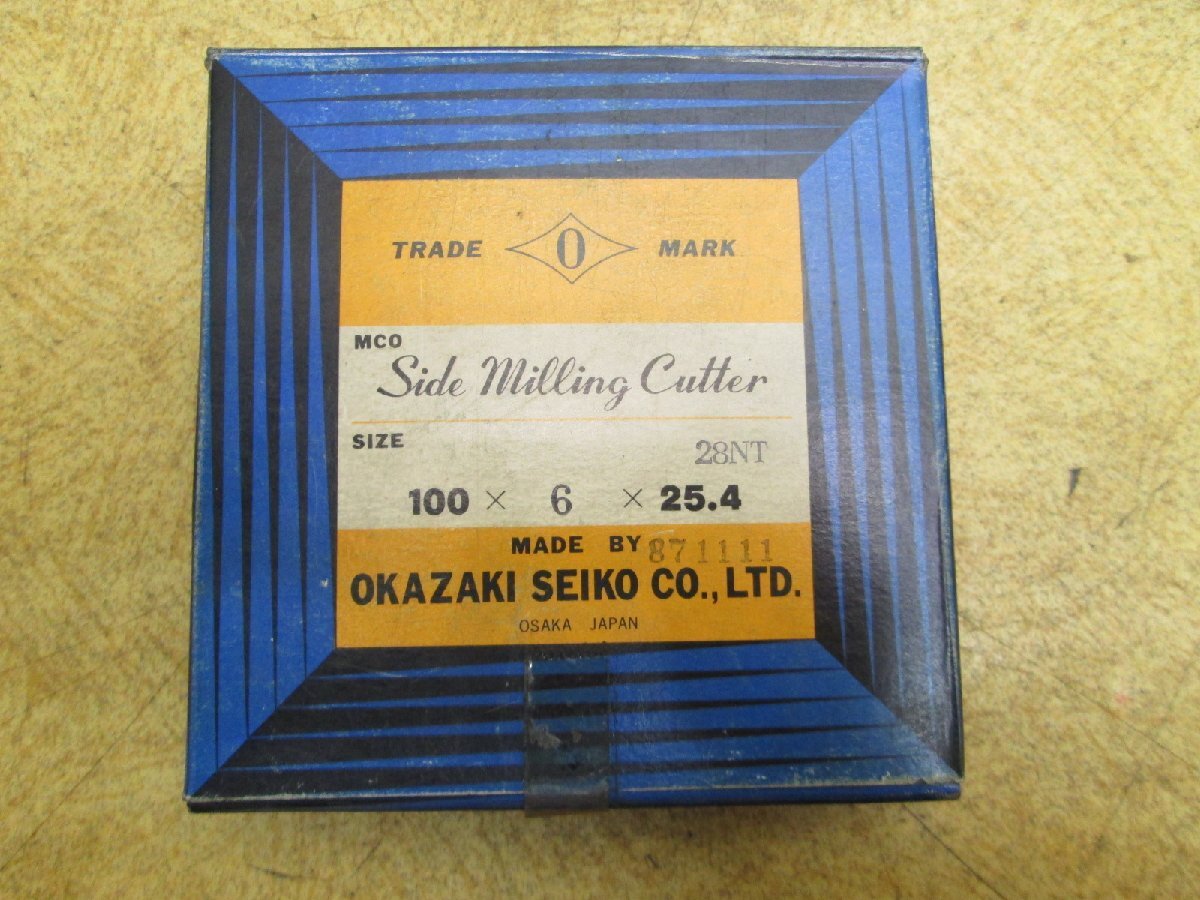 TRADE O MARK
MCO
Side Milling Cutter
SIZE
28NT
100 × 6 × 25.4
MADE BY 871111
OKAZAKI SEIKO CO., LTD.
OSAKA JAPAN